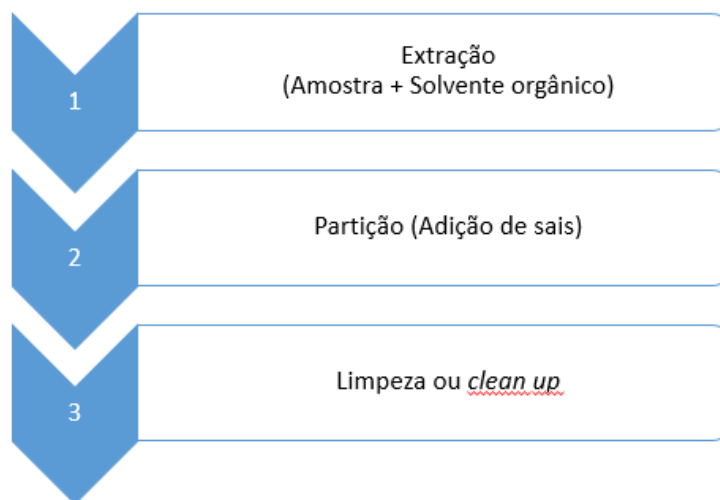 1
Extração
(Amostra + Solvente orgânico)
2
Partição (Adição de sais)
3
Limpeza ou clean up